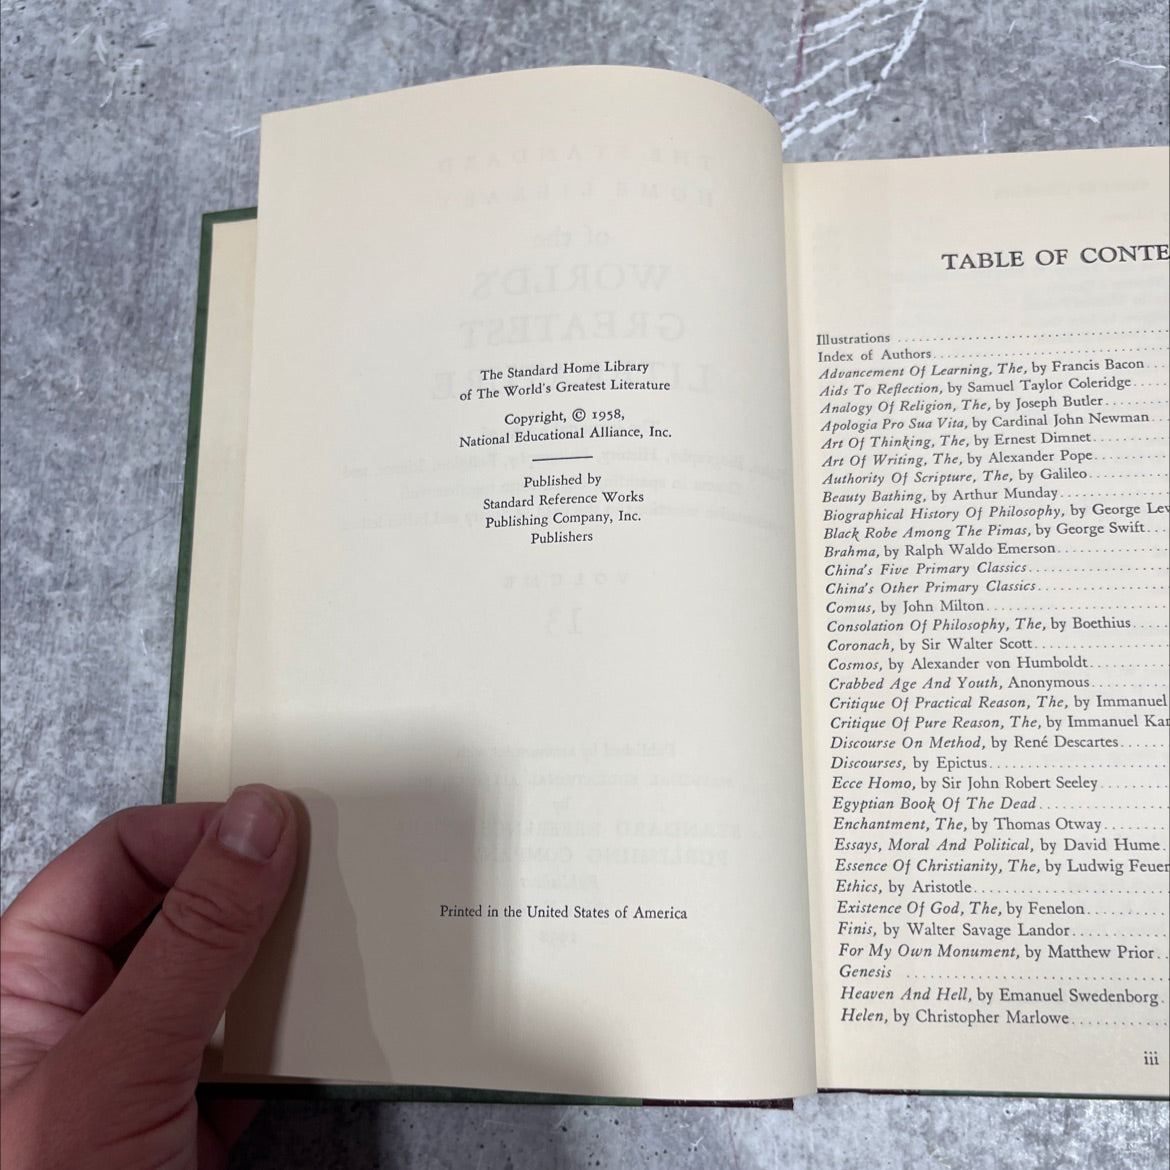 The Standard Home Library
of The World's Greatest Literature
Copyright, © 1958,
National Educational Alliance, Inc.
Published by
Standard Reference Works
Publishing Company, Inc.
Publishers
Printed in the United States of America
TABLE OF CONTE
Illustrations
Index of Authors
Advancement Of Learning, The, by Francis Bacon
Aids To Reflection, by Samuel Taylor Coleridge
Analogy Of Religion, The, by Joseph Butler
Apologia Pro Sua Vita, by Cardinal John Newman
Art Of Thinking, The, by Ernest Dimnet
Art Of Writing, The, by Alexander Pope
Authority Of Scripture, The, by Galileo
Beauty Bathing, by Arthur Munday
Biographical History Of Philosophy, by George Lew
Black Robe Among The Pimas, by George Swift
Brahma, by Ralph Waldo Emerson
China's Five Primary Classics
China's Other Primary Classics
Comus, by John Milton
Consolation Of Philosophy, The, by Boethius
Coronach, by Sir Walter Scott
Cosmos, by Alexander von Humboldt
Crabbed Age And Youth, Anonymous
Critique Of Practical Reason, The, by Immanuel
Critique Of Pure Reason, The, by Immanuel Kan
Discourse On Method, by René Descartes
Discourses, by Epictus
Ecce Homo, by Sir John Robert Seeley
Egyptian Book Of The Dead
Enchantment, The, by Thomas Otway
Essays, Moral And Political, by David Hume
Essence Of Christianity, The, by Ludwig Feuer
Ethics, by Aristotle
Existence Of God, The, by Fenelon
Finis, by Walter Savage Landor
For My Own Monument, by Matthew Prior
Genesis
Heaven And Hell, by Emanuel Swedenborg
Helen, by Christopher Marlowe
iii